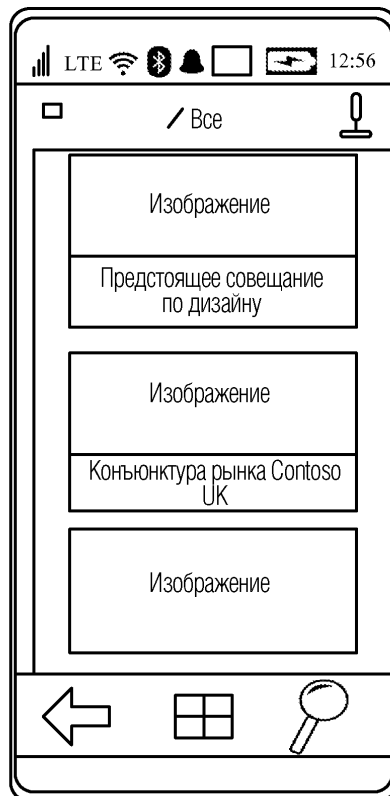 LTE 12:56
Все
Изображение
Предстоящее совещание
по дизайну
Изображение
Конъюнктура рынка Contoso
UK
Изображение